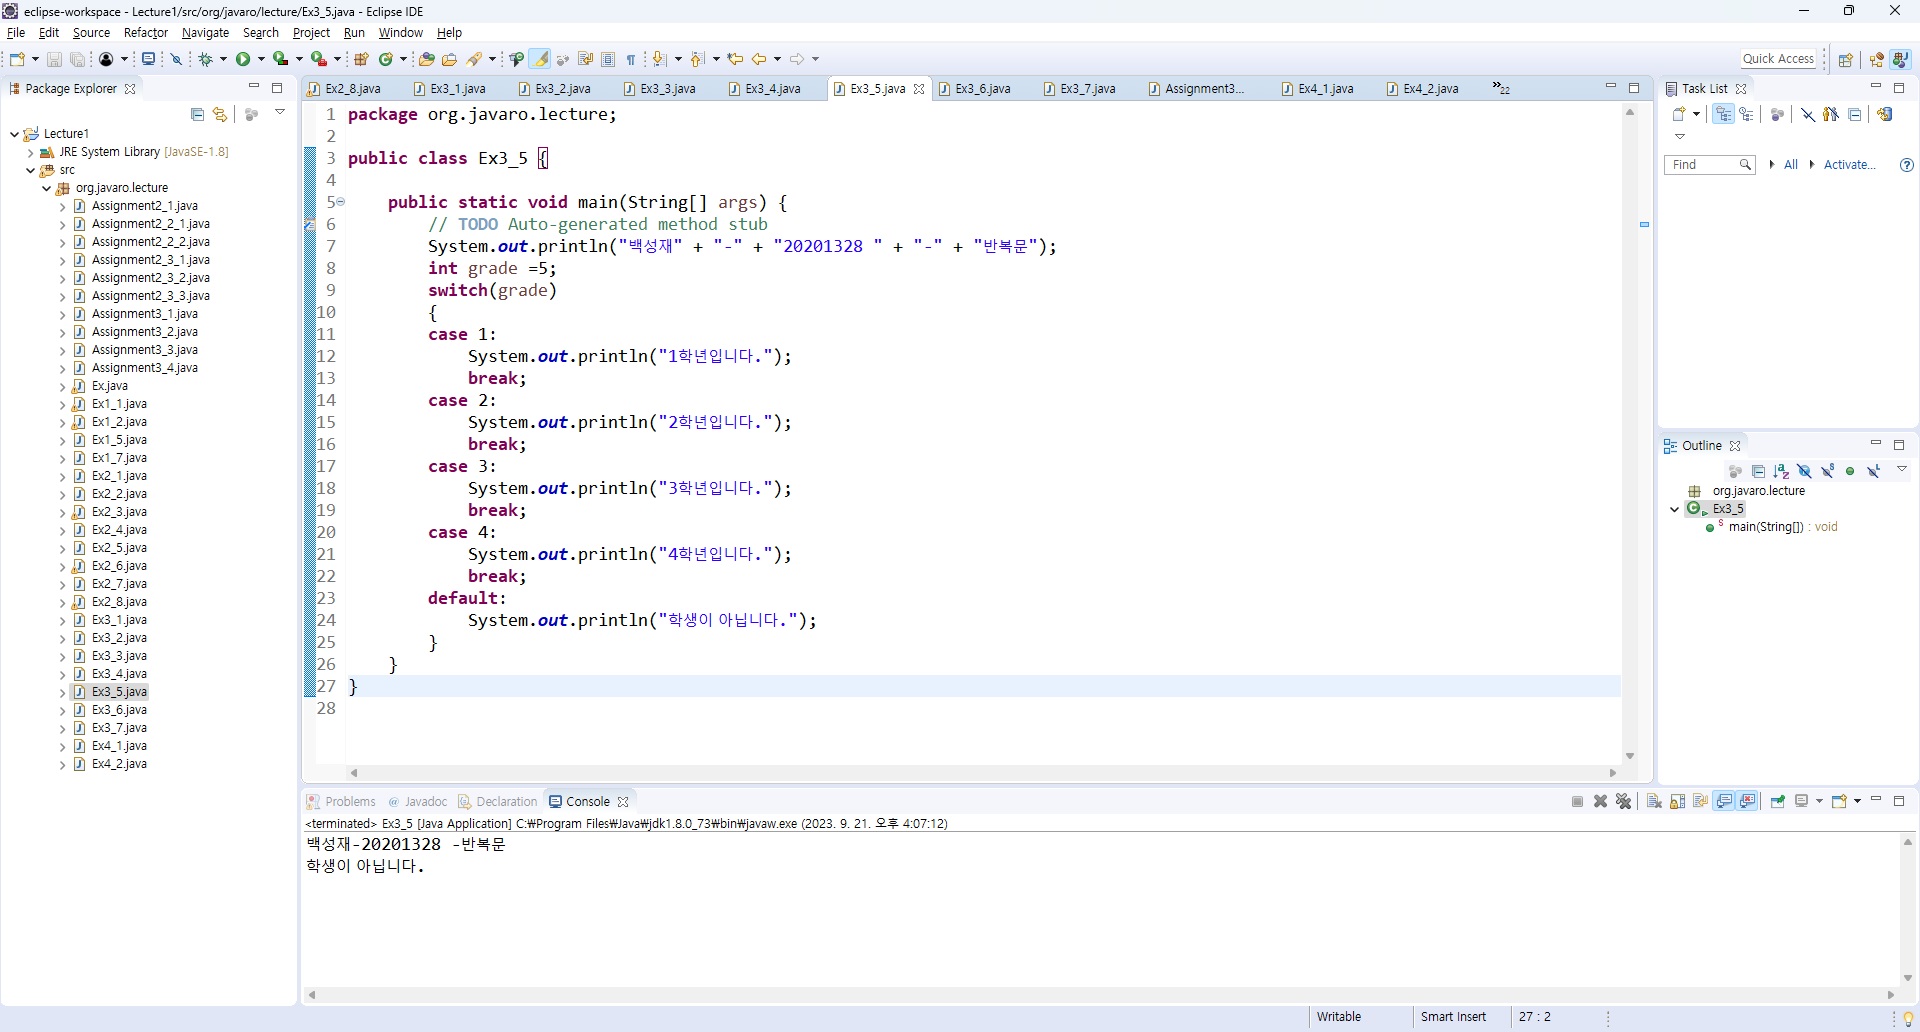 eclipse-workspace - Lecture1/src/org/javaro/lecture/Ex3_5.java - Eclipse IDE
File Edit Source Refactor Navigate Search Project Run Window Help
Quick Access
Package Explorer
Lecture1
JRE System Library [JavaSE-1.8]
src
org.javaro.lecture
Assignment2_1.java
Assignment2_2_1.java
Assignment2_2_2.java
Assignment2_3_1.java
Assignment2_3_2.java
Assignment2_3_3.java
Assignment3_1.java
Assignment3_2.java
Assignment3_3.java
Assignment3_4.java
Ex.java
Ex1_1.java
Ex1_2.java
Ex1_5.java
Ex1_7.java
Ex2_1.java
Ex2_2.java
Ex2_3.java
Ex2_4.java
Ex2_5.java
Ex2_6.java
Ex2_7.java
Ex2_8.java
Ex3_1.java
Ex3_2.java
Ex3_3.java
Ex3_4.java
Ex3_5.java
Ex3_6.java
Ex3_7.java
Ex4_1.java
Ex4_2.java
Ex2_8.java Ex3_1.java Ex3_2.java Ex3_3.java Ex3_4.java Ex3_5.java Ex3_6.java Ex3_7.java Assignment3... Ex4_1.java Ex4_2.java »22
1 package org.javaro.lecture;
2
3 public class Ex3_5 {
4
5 public static void main(String[] args) {
6 // TODO Auto-generated method stub
7 System.out.println("백성재" + "-" + "20201328 " + "-" + "반복문");
8 int grade =5;
9 switch(grade)
10 {
11 case 1:
12 System.out.println("1학년입니다.");
13 break;
14 case 2:
15 System.out.println("2학년입니다.");
16 break;
17 case 3:
18 System.out.println("3학년입니다.");
19 break;
20 case 4:
21 System.out.println("4학년입니다.");
22 break;
23 default:
24 System.out.println("학생이 아닙니다.");
25 }
26 }
27 }
28
Task List
Find All Activate...
Outline
org.javaro.lecture
Ex3_5
main(String[]) : void
Problems @ Javadoc Declaration Console
<terminated> Ex3_5 [Java Application] C:₩Program Files₩Java₩jdk1.8.0_73₩bin₩javaw.exe (2023. 9. 21. 오후 4:07:12)
백성재-20201328 -반복문
학생이 아닙니다.
Writable Smart Insert 27 : 2